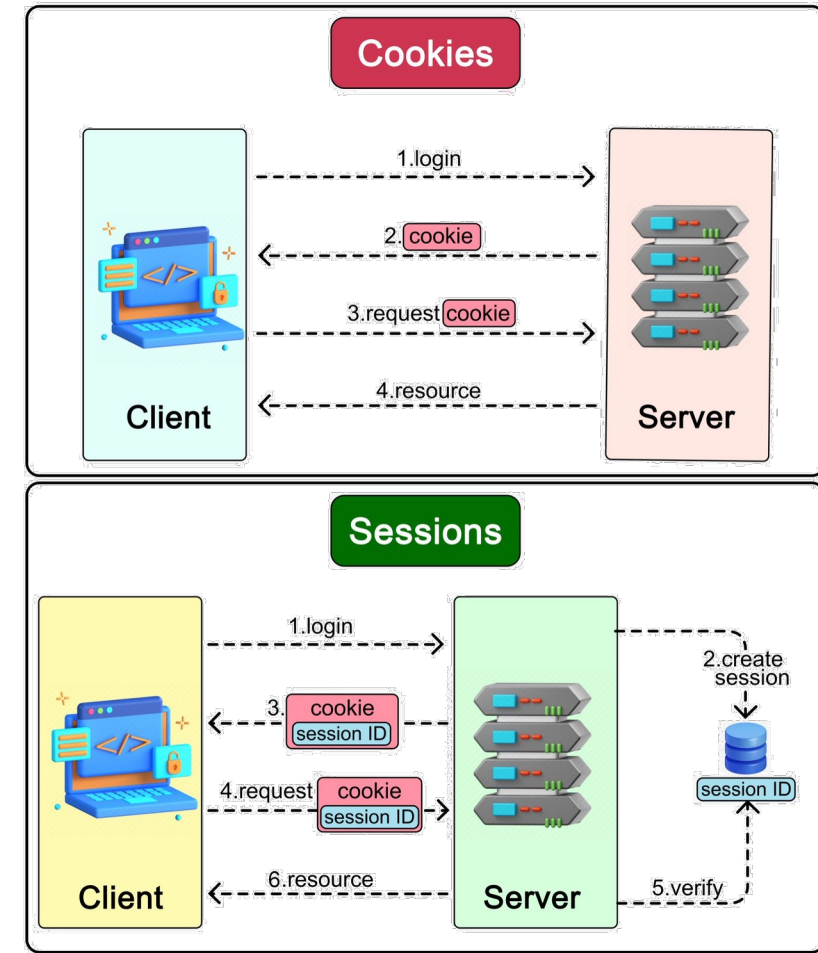 Cookies
1.login
2. cookie
3.request cookie
4.resource
Client
Server
Sessions
1.login
2.create
session
3. cookie
session ID
4.request cookie
session ID
session ID
5.verify
6.resource
Client
Server